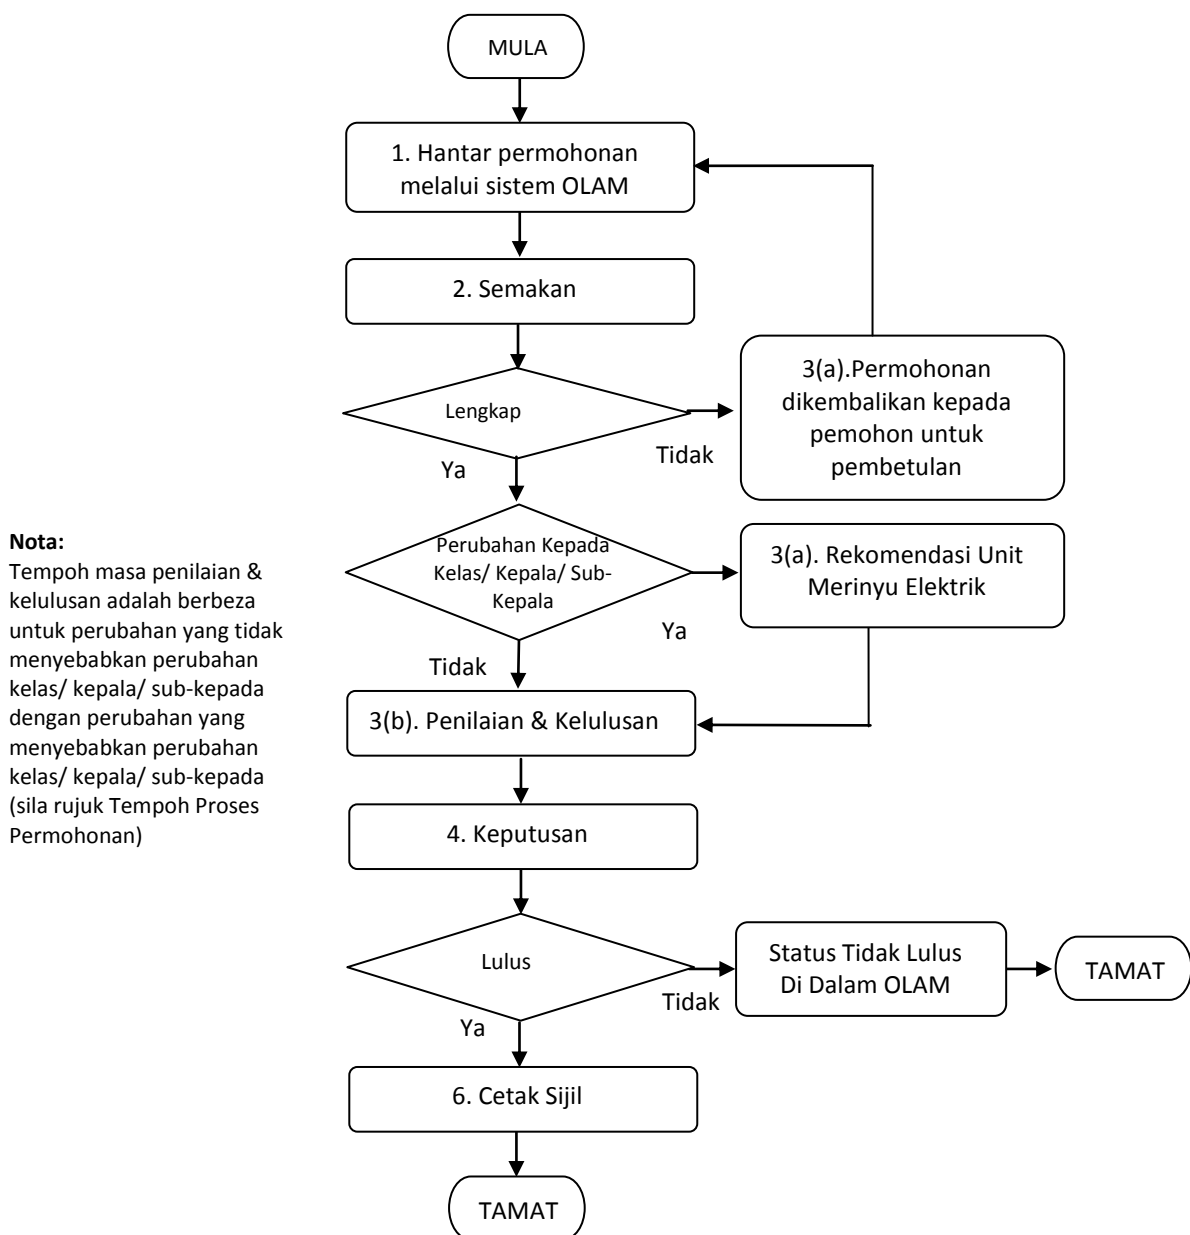 MULA
1. Hantar permohonan
melalui sistem OLAM
2. Semakan
Lengkap
Tidak
Ya
3(a).Permohonan
dikembalikan kepada
pemohon untuk
pembetulan
Perubahan Kepada
Kelas/ Kepala/ Sub-
Kepala
Ya
Tidak
3(a). Rekomendasi Unit
Merinyu Elektrik
Nota:
Tempoh masa penilaian &
kelulusan adalah berbeza
untuk perubahan yang tidak
menyebabkan perubahan
kelas/ kepala/ sub-kepada
dengan perubahan yang
menyebabkan perubahan
kelas/ kepala/ sub-kepada
(sila rujuk Tempoh Proses
Permohonan)
3(b). Penilaian & Kelulusan
4. Keputusan
Lulus
Tidak
Ya
Status Tidak Lulus
Di Dalam OLAM
TAMAT
6. Cetak Sijil
TAMAT